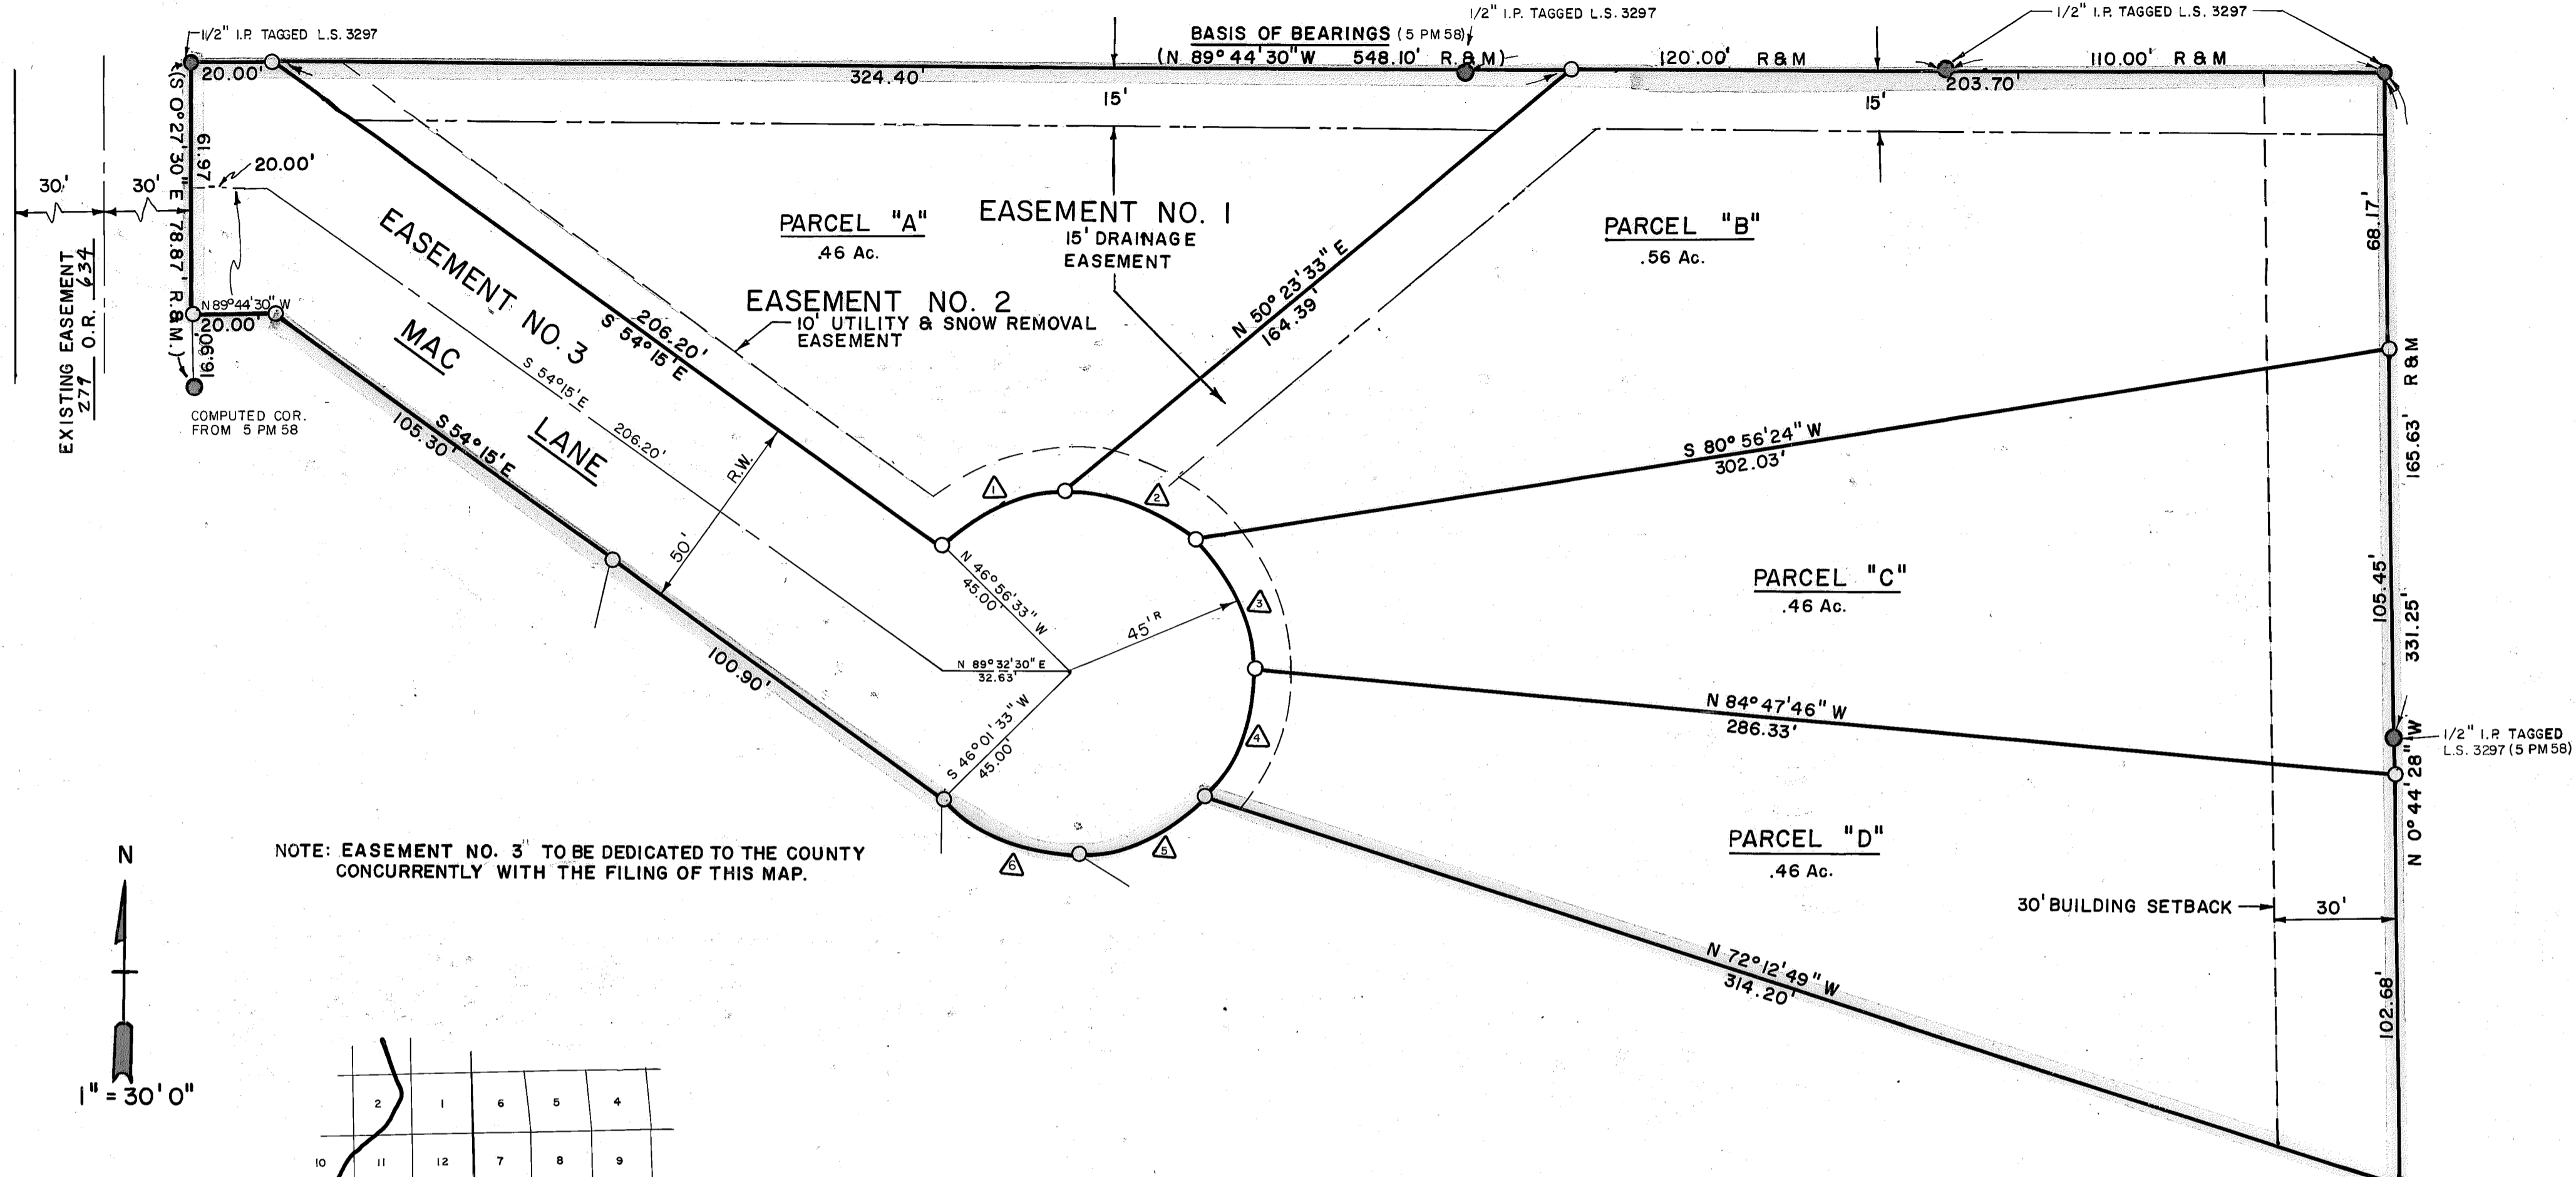 1/2" I.P. TAGGED L.S. 3297
BASIS OF BEARINGS (5 PM 58)
(N 89°44'30"W 548.10' R. & M)
1/2" I.P. TAGGED L.S. 3297
1/2" I.P. TAGGED L.S. 3297
20.00'
324.40'
120.00' R & M
110.00' R & M
203.70'
15'
15'
(S 0°27'30" E 78.87' R. & M.)
61.97
20.00'
30'
30'
EXISTING EASEMENT
279 O.R. 634
N 89°44'30" W
20.00'
16.90'
COMPUTED COR.
FROM 5 PM 58
EASEMENT NO. 3
MAC
LANE
PARCEL "A"
.46 Ac.
EASEMENT NO. 1
15' DRAINAGE
EASEMENT
EASEMENT NO. 2
10' UTILITY & SNOW REMOVAL
EASEMENT
206.20'
S 54°15' E
S 54°15' E
206.20'
S 54°15' E
105.30'
100.90'
R.W.
50'
N 50°23'33" E
164.39'
PARCEL "B"
.56 Ac.
68.17'
S 80°56'24" W
302.03'
R & M
165.63'
PARCEL "C"
.46 Ac.
105.45'
331.25'
N 84°47'46" W
286.33'
1/2" I.P. TAGGED
L.S. 3297 (5 PM 58)
N 0°44'28" W
PARCEL "D"
.46 Ac.
30' BUILDING SETBACK
30'
N 72°12'49" W
314.20'
102.68'
1
2
3
4
5
6
N 46°56'33" W
45.00'
45' R
N 89°32'30" E
32.63'
S 46°01'33" W
45.00'
NOTE: EASEMENT NO. 3" TO BE DEDICATED TO THE COUNTY
CONCURRENTLY WITH THE FILING OF THIS MAP.
N
1" = 30' 0"
2 1 6 5 4
10 11 12 7 8 9